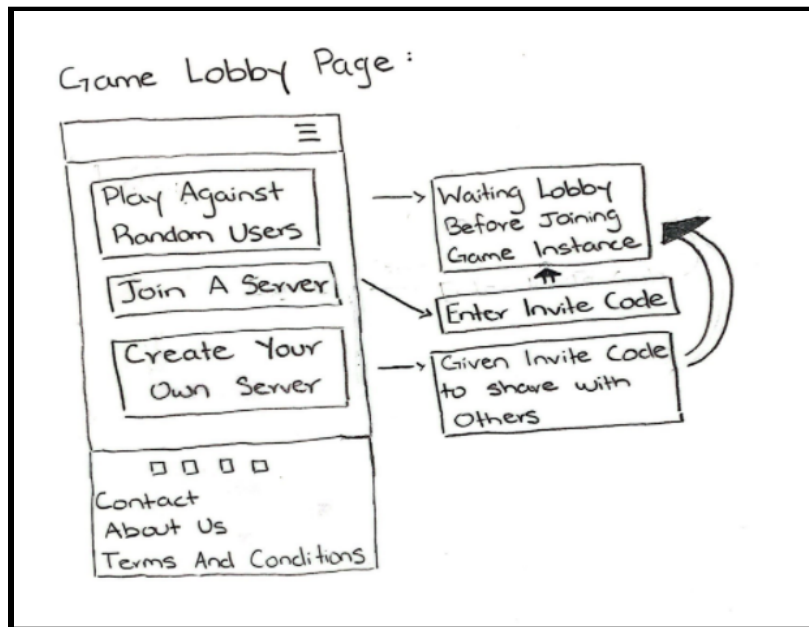 Game Lobby Page:
Play Against
Random Users
Join A Server
Create Your
Own Server
Waiting Lobby
Before Joining
Game Instance
Enter Invite Code
Given Invite Code
to share with
Others
Contact
About Us
Terms And Conditions